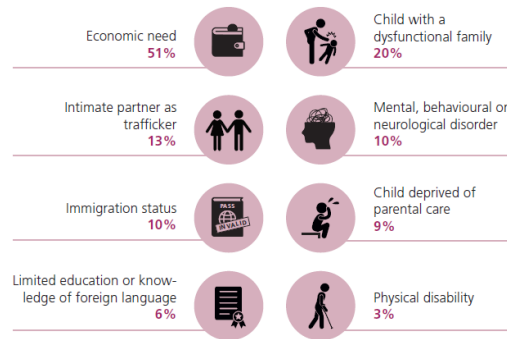 Economic need
51%
Child with a
dysfunctional family
20%
Intimate partner as
trafficker
13%
Mental, behavioural or
neurological disorder
10%
Immigration status
10%
PASS
INVALID
Child deprived of
parental care
9%
Limited education or know-
ledge of foreign language
6%
Physical disability
3%